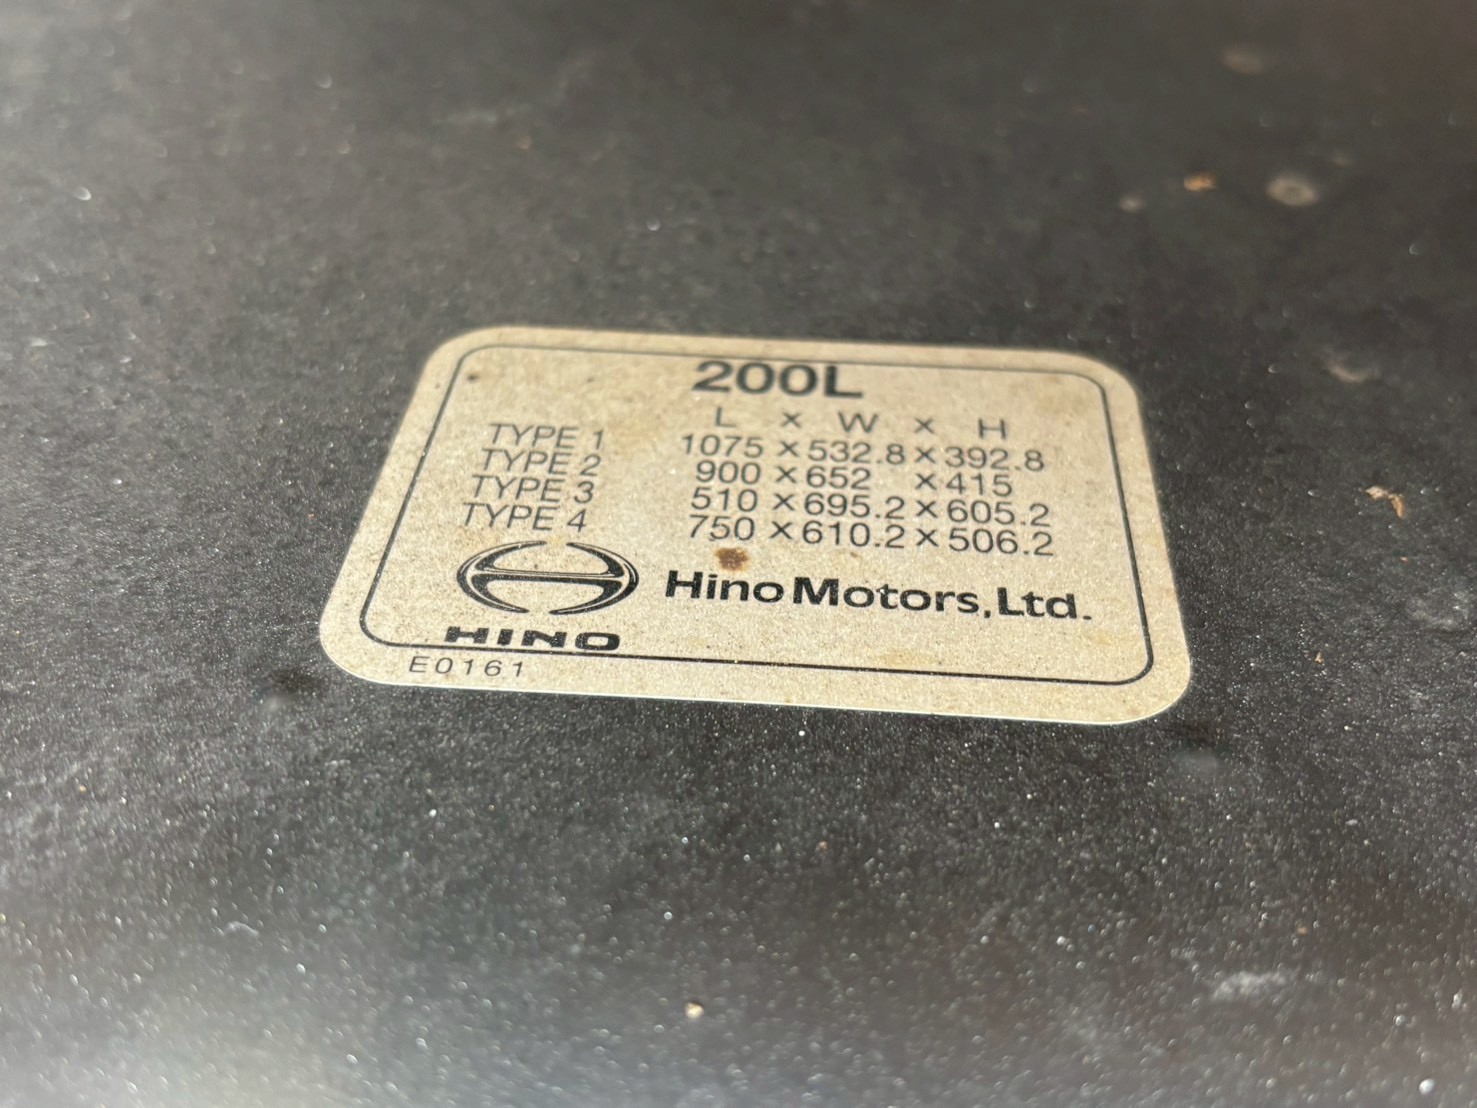 200L
L × W × H
TYPE 1 1075 × 532.8 × 392.8
TYPE 2 900 × 652 × 415
TYPE 3 510 × 695.2 × 605.2
TYPE 4 750 × 610.2 × 506.2
Hino Motors, Ltd.
HINO
E0161